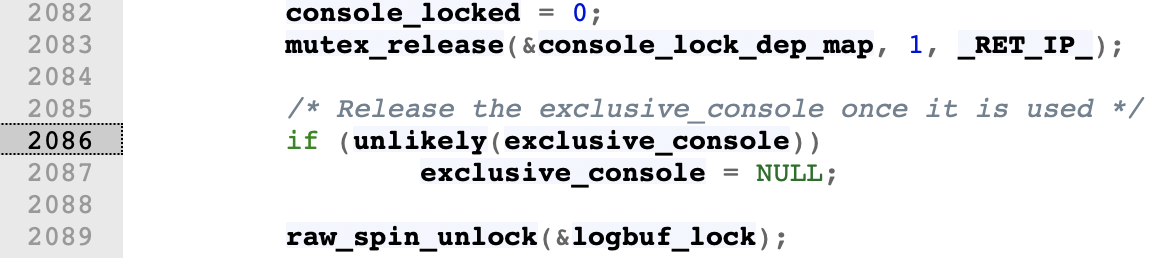 2082 console_locked = 0;
2083 mutex_release(&console_lock_dep_map, 1, _RET_IP_);
2084
2085 /* Release the exclusive_console once it is used */
2086 if (unlikely(exclusive_console))
2087 exclusive_console = NULL;
2088
2089 raw_spin_unlock(&logbuf_lock);